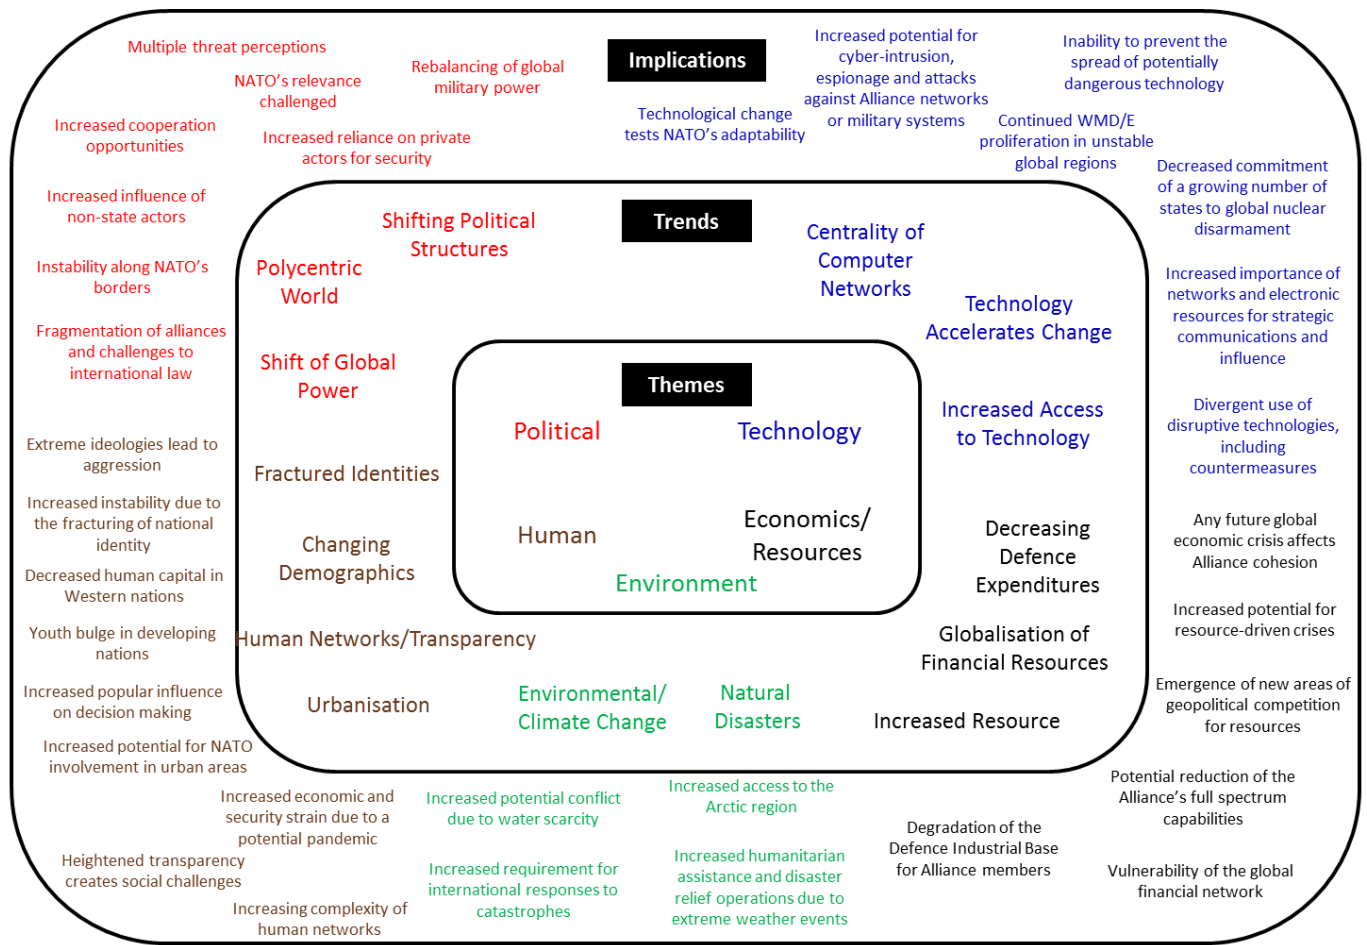 Implications
Multiple threat perceptions
NATO's relevance
challenged
Rebalancing of global
military power
Increased cooperation
opportunities
Increased reliance on private
actors for security
Increased influence of
non-state actors
Instability along NATO's
borders
Fragmentation of alliances
and challenges to
international law
Technological change
tests NATO's adaptability
Increased potential for
cyber-intrusion,
espionage and attacks
against Alliance networks
or military systems
Inability to prevent the
spread of potentially
dangerous technology
Continued WMD/E
proliferation in unstable
global regions
Decreased commitment
of a growing number of
states to global nuclear
disarmament
Increased importance of
networks and electronic
resources for strategic
communications and
influence
Divergent use of
disruptive technologies,
including
countermeasures
Trends
Shifting Political
Structures
Polycentric
World
Shift of Global
Power
Centrality of
Computer
Networks
Technology
Accelerates Change
Increased Access
to Technology
Themes
Political
Technology
Human
Economics/
Resources
Environment
Fractured Identities
Changing
Demographics
Human Networks/Transparency
Urbanisation
Environmental/
Climate Change
Natural
Disasters
Decreasing
Defence
Expenditures
Globalisation of
Financial Resources
Increased Resource
Extreme ideologies lead to
aggression
Increased instability due to
the fracturing of national
identity
Decreased human capital in
Western nations
Youth bulge in developing
nations
Increased popular influence
on decision making
Increased potential for NATO
involvement in urban areas
Increased economic and
security strain due to a
potential pandemic
Heightened transparency
creates social challenges
Increasing complexity of
human networks
Increased potential conflict
due to water scarcity
Increased access to the
Arctic region
Increased requirement for
international responses to
catastrophes
Increased humanitarian
assistance and disaster
relief operations due to
extreme weather events
Any future global
economic crisis affects
Alliance cohesion
Increased potential for
resource-driven crises
Emergence of new areas of
geopolitical competition
for resources
Potential reduction of the
Alliance's full spectrum
capabilities
Degradation of the
Defence Industrial Base
for Alliance members
Vulnerability of the global
financial network